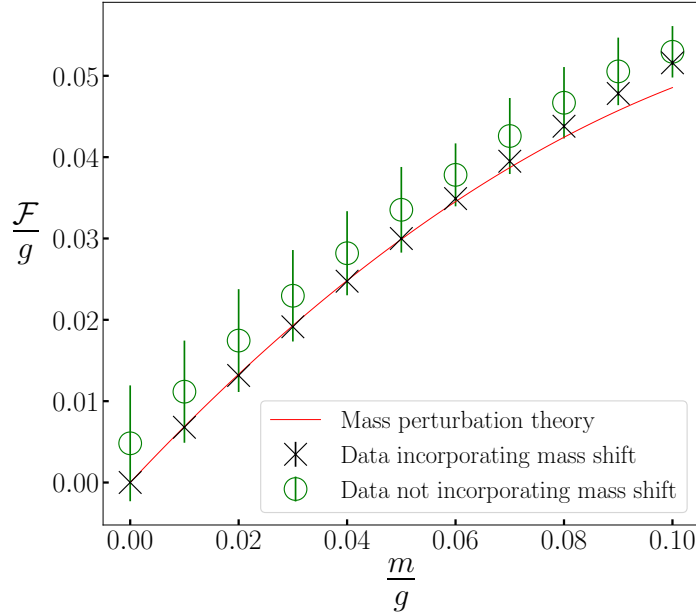 0.05
0.04
0.03
0.02
0.01
0.00
F/g
Mass perturbation theory
Data incorporating mass shift
Data not incorporating mass shift
0.00 0.02 0.04 0.06 0.08 0.10
m/g